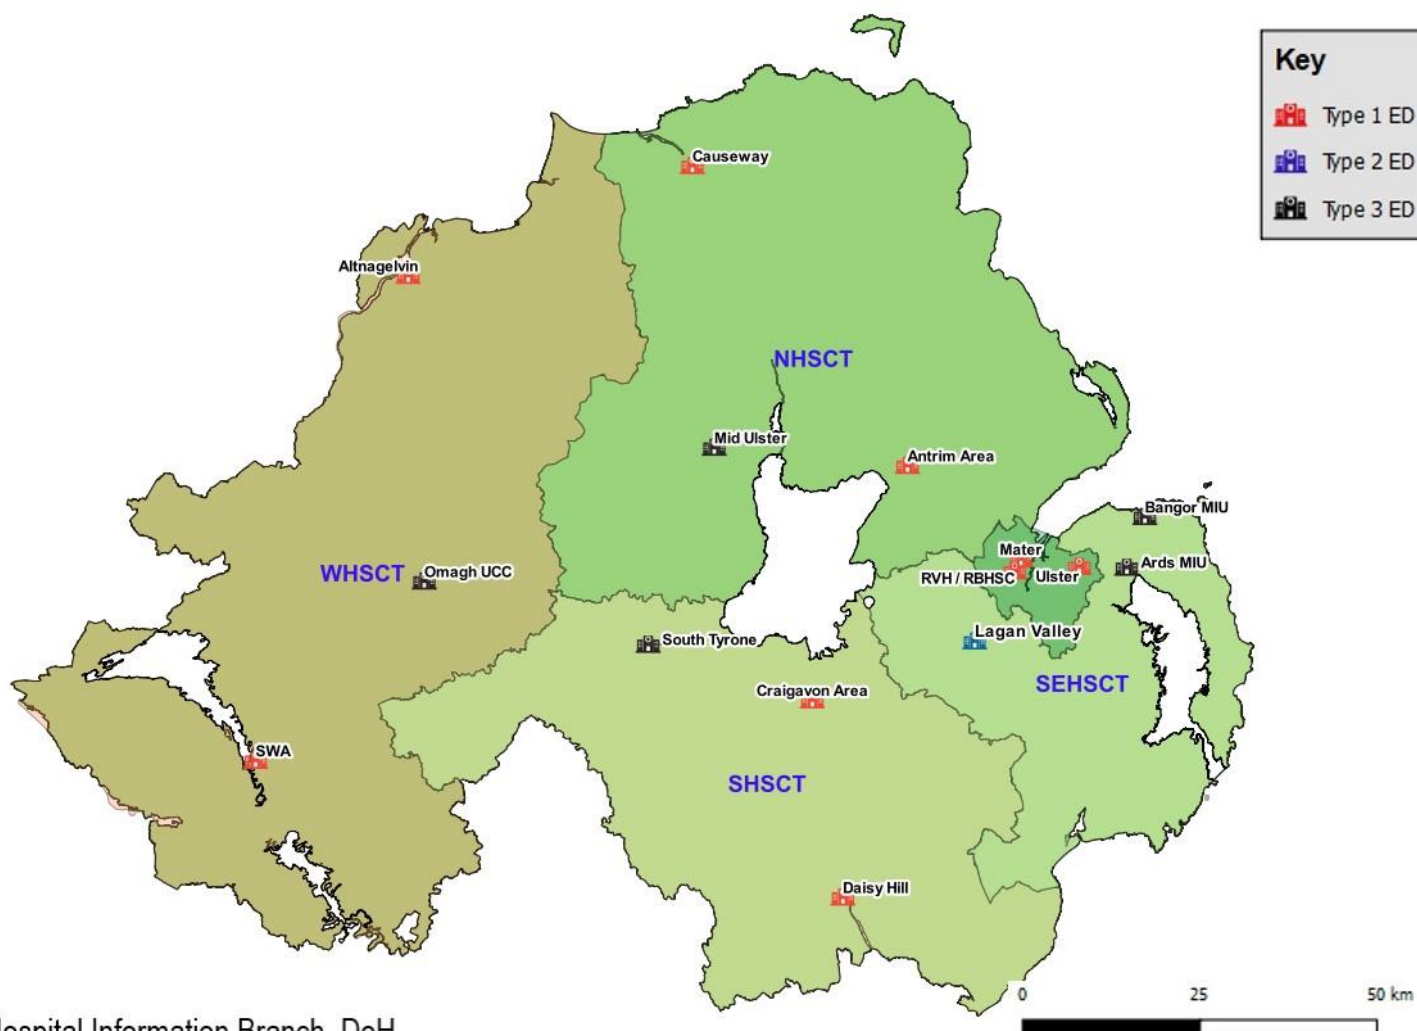 Key
Type 1 ED
Type 2 ED
Type 3 ED
Causeway
Altnagelvin
NHSCT
Mid Ulster
Antrim Area
Bangor MIU
Mater
Ards MIU
RVH / RBHSC
Ulster
WHSCT
Omagh UCC
Lagan Valley
South Tyrone
SEHSCT
Craigavon Area
SWA
SHSCT
Daisy Hill
0 25 50 km
Hospital Information Branch, DoH